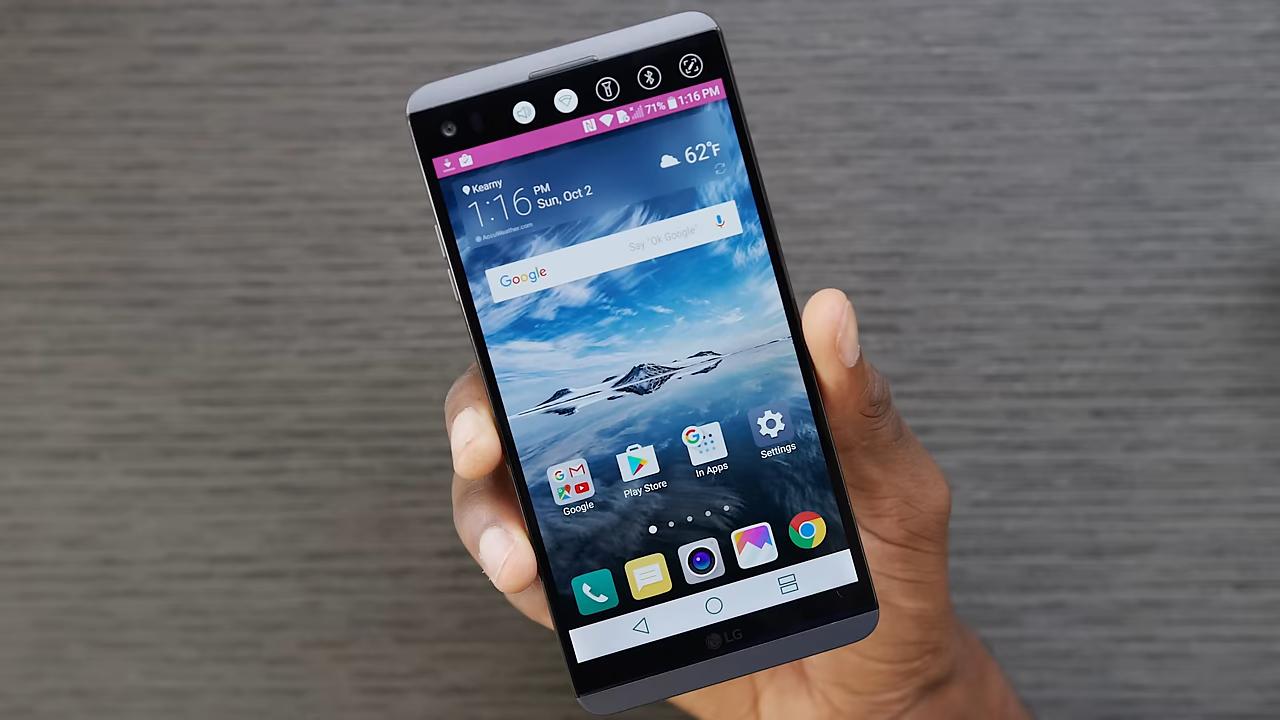 71% 1:16 PM
Kearny
62°F
1:16 PM
Sun, Oct 2
AccuWeather.com
Say "Ok Google"
Google
Google
Play Store
In Apps
Settings
LG